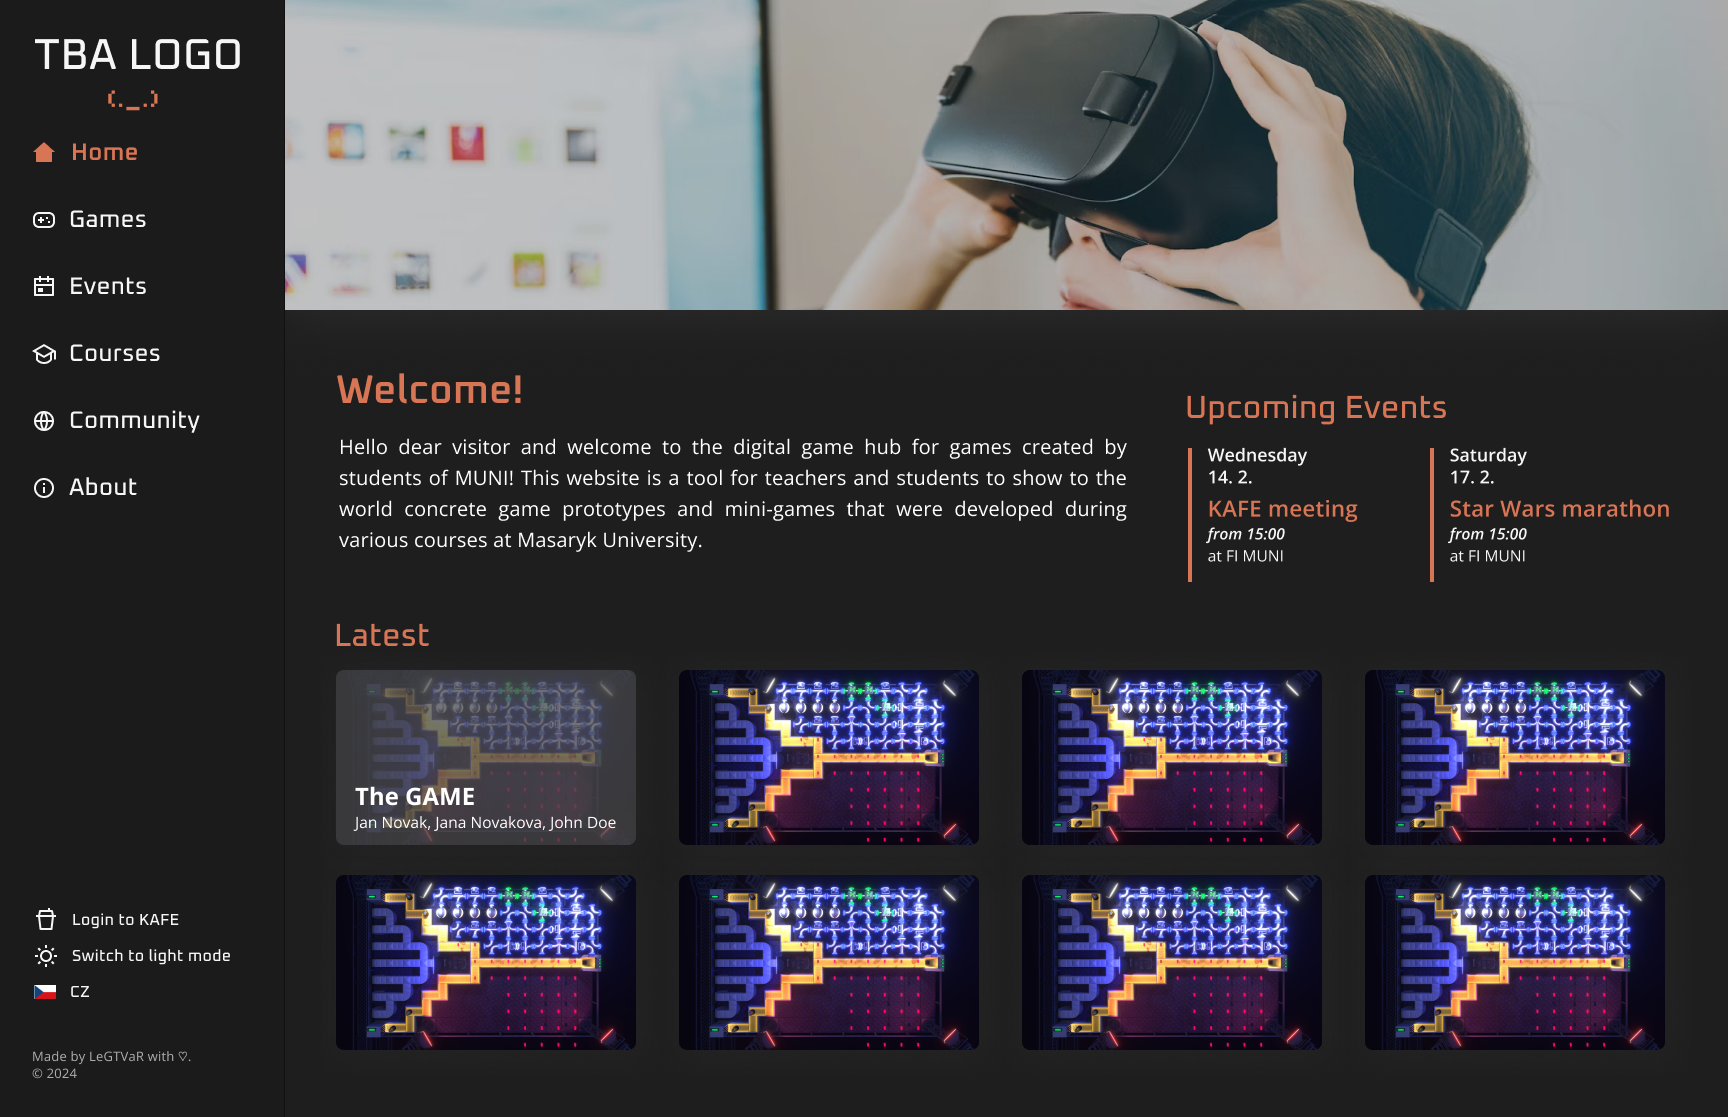 TBA LOGO
(._.)
Home
Games
Events
Courses
Community
About
Login to KAFE
Switch to light mode
CZ
Made by LeGTVaR with ♡.
© 2024
Welcome!
Hello dear visitor and welcome to the digital game hub for games created by
students of MUNI! This website is a tool for teachers and students to show to the
world concrete game prototypes and mini-games that were developed during
various courses at Masaryk University.
Upcoming Events
Wednesday
14. 2.
KAFE meeting
from 15:00
at FI MUNI
Saturday
17. 2.
Star Wars marathon
from 15:00
at FI MUNI
Latest
The GAME
Jan Novak, Jana Novakova, John Doe